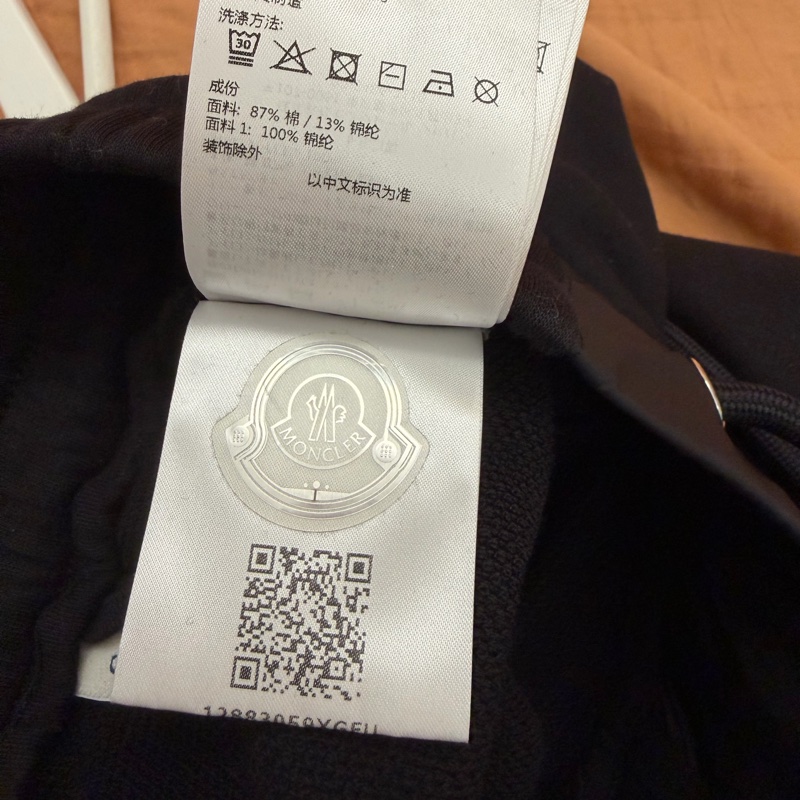 洗涤方法:
30
成份
面料: 87% 棉 / 13% 锦纶
面料 1: 100% 锦纶
装饰除外
以中文标识为准
MONCLER